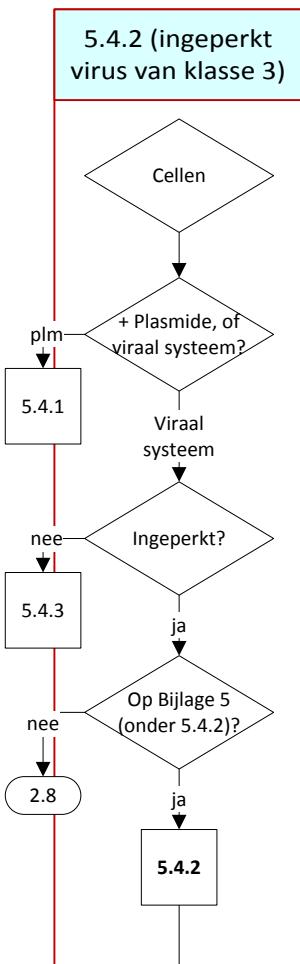 5.4.2 (ingeperkt
virus van klasse 3)
Cellen
+ Plasmide, of
viraal systeem?
plm
5.4.1
Viraal
systeem
Ingeperkt?
nee
5.4.3
ja
Op Bijlage 5
(onder 5.4.2)?
nee
2.8
ja
5.4.2